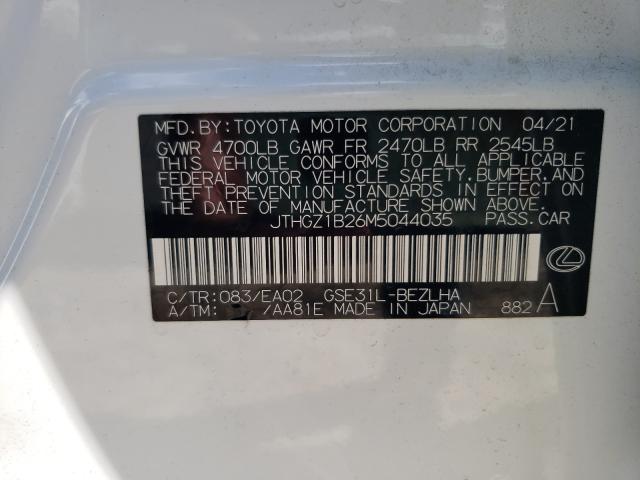 MFD. BY: TOYOTA MOTOR CORPORATION 04/21
GVWR 4700LB GAWR FR 2470LB RR 2545LB
THIS VEHICLE CONFORMS TO ALL APPLICABLE
FEDERAL MOTOR VEHICLE SAFETY, BUMPER, AND
THEFT PREVENTION STANDARDS IN EFFECT ON
THE DATE OF MANUFACTURE SHOWN ABOVE.
JTHGZ1B26M5044035 PASS. CAR
C/TR: 083/EA02 GSE31L-BEZLHA
A/TM: /AA81E MADE IN JAPAN 882 A